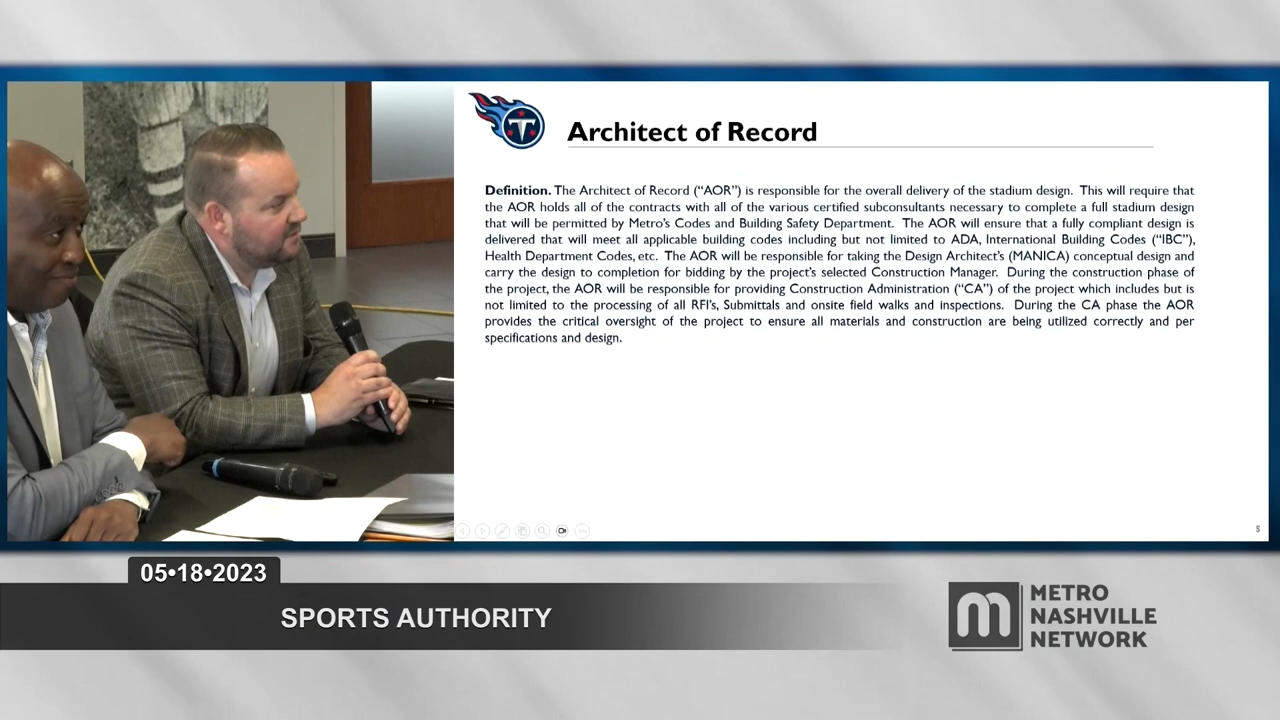 T
Architect of Record
Definition. The Architect of Record (“AOR”) is responsible for the overall delivery of the stadium design. This will require that
the AOR holds all of the contracts with all of the various certified subconsultants necessary to complete a full stadium design
that will be permitted by Metro’s Codes and Building Safety Department. The AOR will ensure that a fully compliant design is
delivered that will meet all applicable building codes including but not limited to ADA, International Building Codes (“IBC”),
Health Department Codes, etc. The AOR will be responsible for taking the Design Architect’s (MANICA) conceptual design and
carry the design to completion for bidding by the project’s selected Construction Manager. During the construction phase of
the project, the AOR will be responsible for providing Construction Administration (“CA”) of the project which includes but is
not limited to the processing of all RFI’s, Submittals and onsite field walks and inspections. During the CA phase the AOR
provides the critical oversight of the project to ensure all materials and construction are being utilized correctly and per
specifications and design.
5
05•18•2023
SPORTS AUTHORITY
m
METRO
NASHVILLE
NETWORK